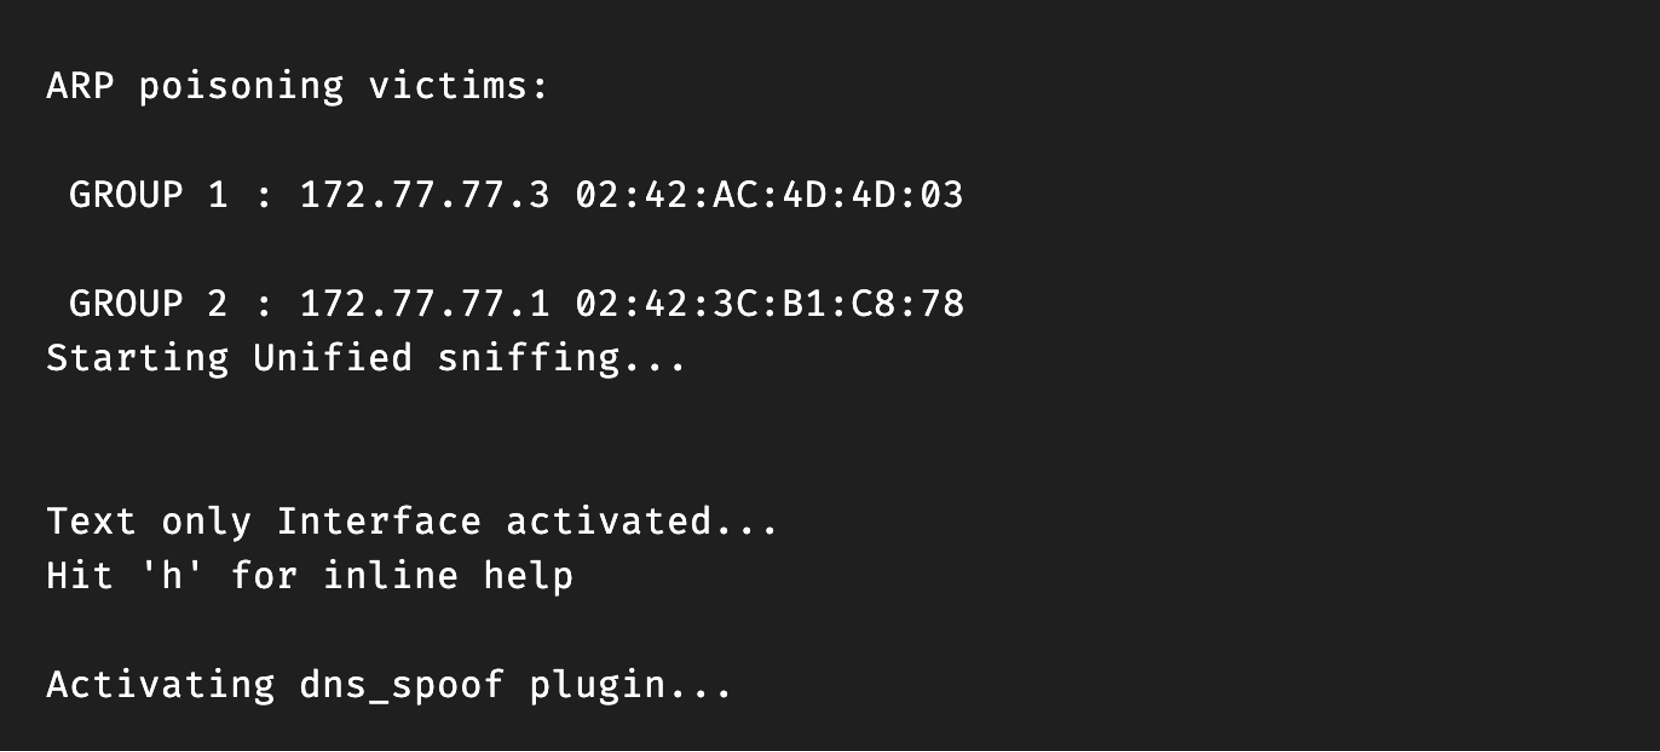 ARP poisoning victims:
GROUP 1 : 172.77.77.3 02:42:AC:4D:4D:03
GROUP 2 : 172.77.77.1 02:42:3C:B1:C8:78
Starting Unified sniffing...
Text only Interface activated...
Hit 'h' for inline help
Activating dns_spoof plugin...